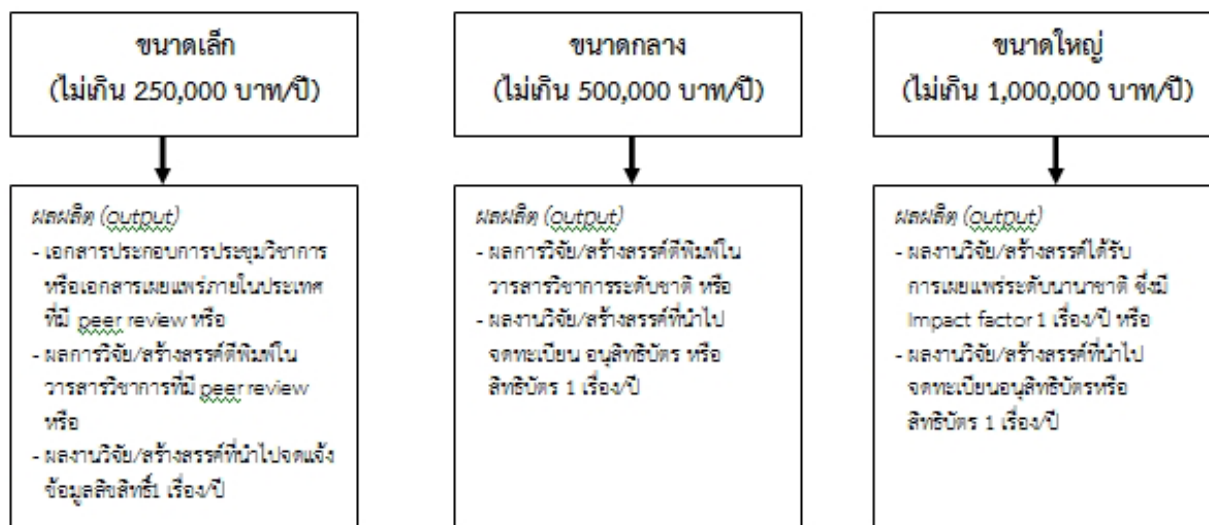 ขนาดเล็ก
(ไม่เกิน 250,000 บาท/ปี)
ผลผลิต (output)
- เอกสารประกอบการประชุมวิชาการ
หรือเอกสารเผยแพร่ภายในประเทศ
ที่มี peer review หรือ
- ผลการวิจัย/สร้างสรรค์ตีพิมพ์ใน
วารสารวิชาการที่มี peer review
หรือ
- ผลงานวิจัย/สร้างสรรค์ที่นำไปจดแจ้ง
ข้อมูลลิขสิทธิ์1 เรื่อง/ปี
ขนาดกลาง
(ไม่เกิน 500,000 บาท/ปี)
ผลผลิต (output)
- ผลการวิจัย/สร้างสรรค์ตีพิมพ์ใน
วารสารวิชาการระดับชาติ หรือ
- ผลงานวิจัย/สร้างสรรค์ที่นำไป
จดทะเบียน อนุสิทธิบัตร หรือ
สิทธิบัตร 1 เรื่อง/ปี
ขนาดใหญ่
(ไม่เกิน 1,000,000 บาท/ปี)
ผลผลิต (output)
- ผลงานวิจัย/สร้างสรรค์ได้รับ
การเผยแพร่ระดับนานาชาติ ซึ่งมี
Impact factor 1 เรื่อง/ปี หรือ
- ผลงานวิจัย/สร้างสรรค์ที่นำไป
จดทะเบียนอนุสิทธิบัตรหรือ
สิทธิบัตร 1 เรื่อง/ปี